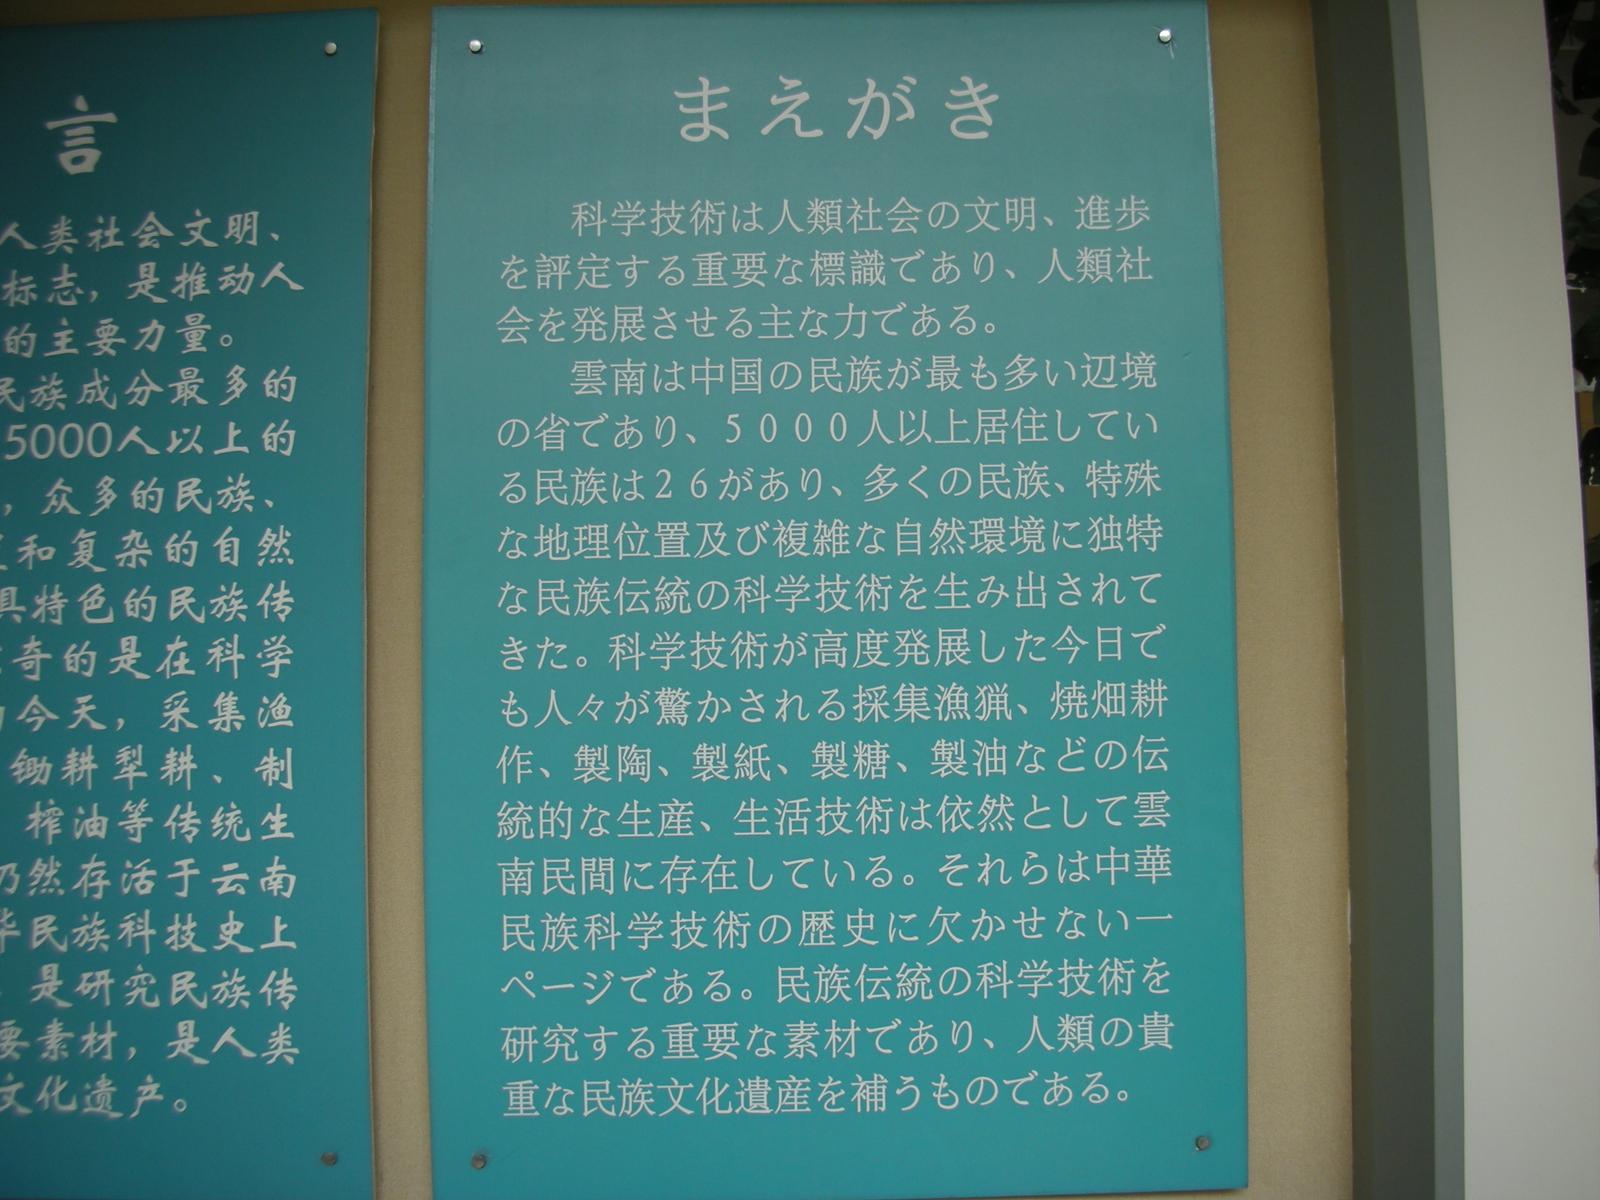 言
人类社会文明、
标志，是推动人
的主要力量。
民族成分最多的
5000人以上的
，众多的民族、
和复杂的自然
具特色的民族传
奇的是在科学
的今天，采集渔
锄耕犁耕、制
榨油等传统生
仍然存活于云南
华民族科技史上
是研究民族传
要素材，是人类
文化遗产。
まえがき
科学技術は人類社会の文明、進歩
を評定する重要な標識であり、人類社
会を発展させる主な力である。
雲南は中国の民族が最も多い辺境
の省であり、5000人以上居住してい
る民族は26があり、多くの民族、特殊
な地理位置及び複雑な自然環境に独特
な民族伝統の科学技術を生み出されて
きた。科学技術が高度発展した今日で
も人々が驚かされる採集漁猟、焼畑耕
作、製陶、製紙、製糖、製油などの伝
統的な生産、生活技術は依然として雲
南民間に存在している。それらは中華
民族科学技術の歴史に欠かせない一
ページである。民族伝統の科学技術を
研究する重要な素材であり、人類の貴
重な民族文化遺産を補うものである。